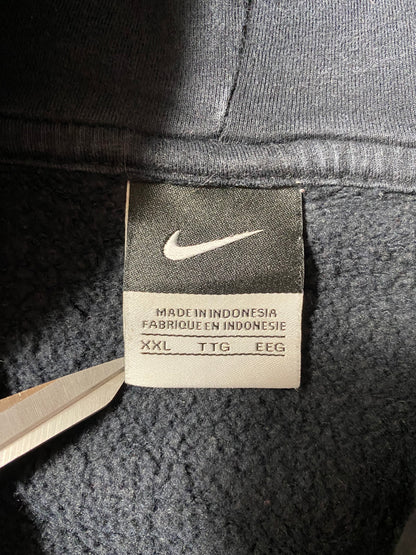 MADE IN INDONESIA
FABRIQUE EN INDONESIE
XXL TTG EEG